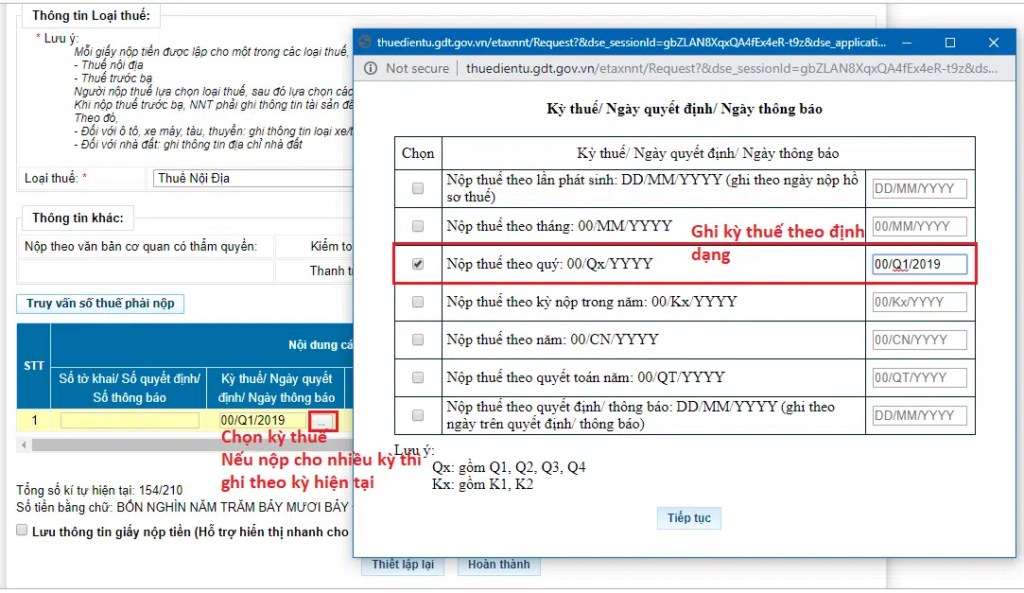 Thông tin Loại thuế:
* Lưu ý:
Mỗi giấy nộp tiền được lập cho một trong các loại thuế,
- Thuế nội địa
- Thuế trước bạ
Người nộp thuế lựa chọn loại thuế, sau đó lựa chọn các
Khi nộp thuế trước bạ, NNT phải ghi thông tin tài sản
Theo đó,
- Đối với ô tô, xe máy, tàu, thuyền: ghi thông tin loại xe/
- Đối với nhà đất: ghi thông tin địa chỉ nhà đất
Loại thuế: *
Thuế Nội Địa
Thông tin khác:
Nộp theo văn bản cơ quan có thẩm quyền:
Kiểm to
Thanh
Truy vấn số thuế phải nộp
STT
Nội dung
Số tờ khai/ Số quyết định/
Số thông báo
Kỳ thuế/ Ngày quyết
định/ Ngày thông báo
1
00/Q1/2019
...
Chọn kỳ thuế
Nếu nộp cho nhiều kỳ thì
ghi theo kỳ hiện tại
Tổng số kí tự hiện tại: 154/210
Số tiền bằng chữ: BỐN NGHÌN NĂM TRĂM BẢY MƯƠI BẢY
Lưu thông tin giấy nộp tiền (Hỗ trợ hiển thị nhanh cho
Thiết lập lại
Hoàn thành
thuedientu.gdt.gov.vn/etaxnnt/Request?&dse_sessionId=gbZLAN8XqxQA4fEx4eR-t9z&dse_applicati...
Not secure
thuedientu.gdt.gov.vn/etaxnnt/Request?&dse_sessionId=gbZLAN8XqxQA4fEx4eR-t9z&ds...
Kỳ thuế/ Ngày quyết định/ Ngày thông báo
Chọn
Kỳ thuế/ Ngày quyết định/ Ngày thông báo
Nộp thuế theo lần phát sinh: DD/MM/YYYY (ghi theo ngày nộp hồ
sơ thuế)
DD/MM/YYYY
Nộp thuế theo tháng: 00/MM/YYYY
00/MM/YYYY
Ghi kỳ thuế theo định
dạng
Nộp thuế theo quý: 00/Qx/YYYY
00/Q1/2019
Nộp thuế theo kỳ nộp trong năm: 00/Kx/YYYY
00/Kx/YYYY
Nộp thuế theo năm: 00/CN/YYYY
00/CN/YYYY
Nộp thuế theo quyết toán năm: 00/QT/YYYY
00/QT/YYYY
Nộp thuế theo quyết định/ thông báo: DD/MM/YYYY (ghi theo
ngày trên quyết định/ thông báo)
DD/MM/YYYY
Lưu ý:
Qx: gồm Q1, Q2, Q3, Q4
Kx: gồm K1, K2
Tiếp tục